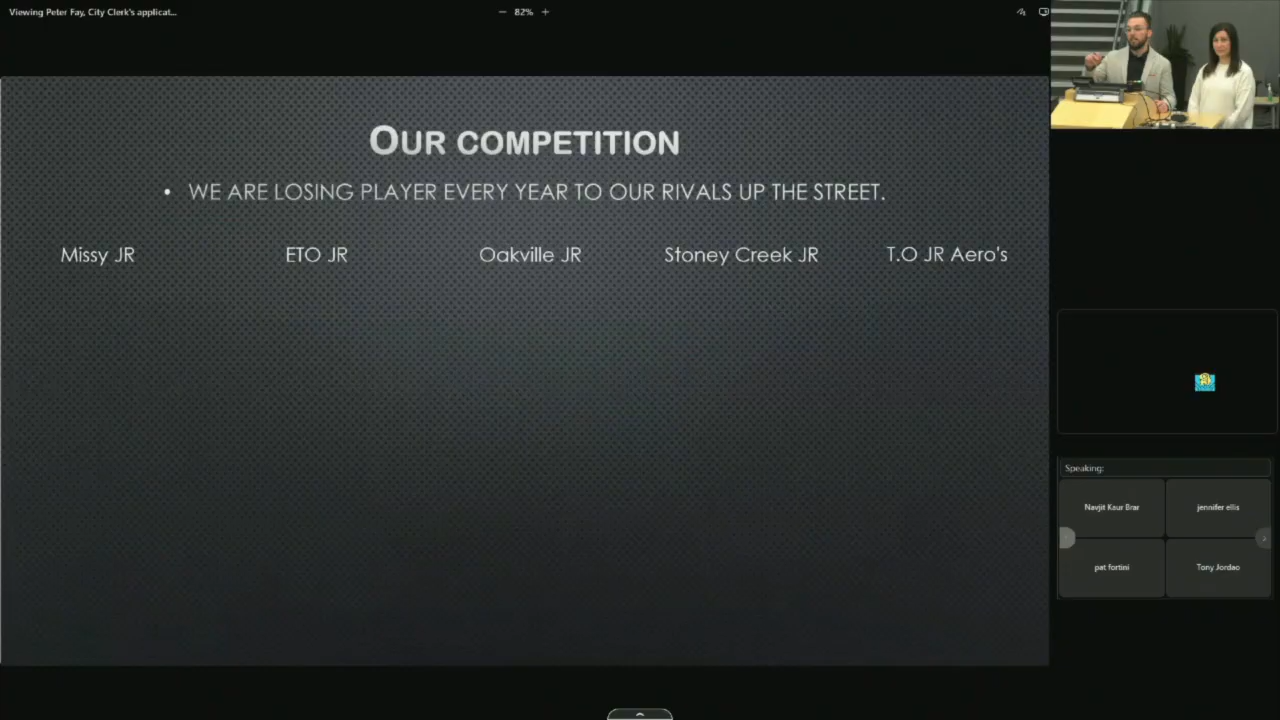 Viewing Peter Fay, City Clerk's applicat...
82%
OUR COMPETITION
• WE ARE LOSING PLAYER EVERY YEAR TO OUR RIVALS UP THE STREET.
Missy JR ETO JR Oakville JR Stoney Creek JR T.O JR Aero's
Speaking:
Navjit Kaur Brar jennifer ellis
pat fortini Tony Jordao